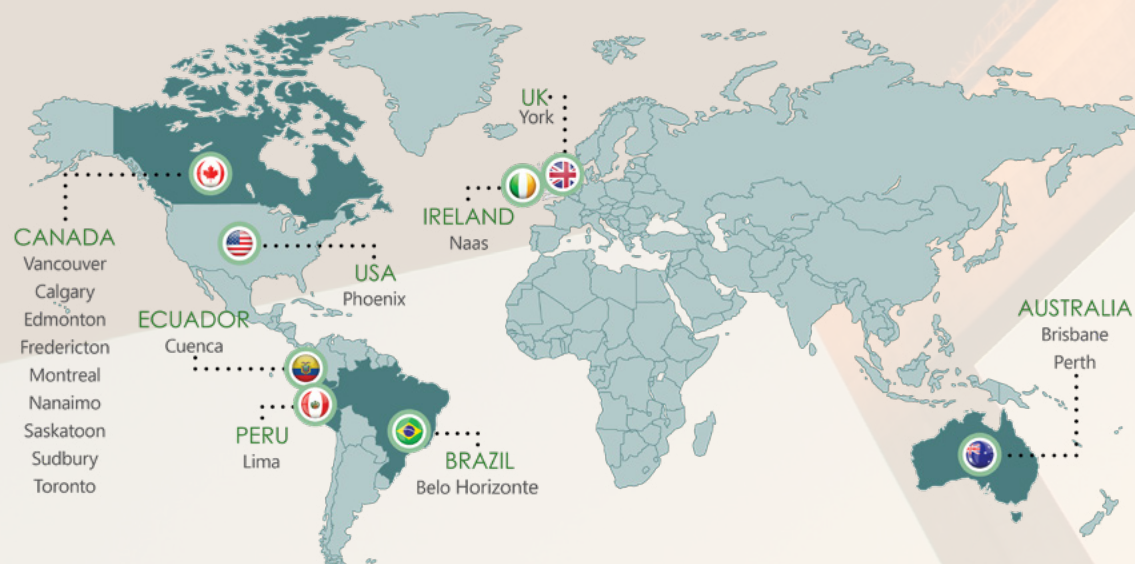 UK
York
IRELAND
Naas
CANADA
Vancouver
Calgary
Edmonton
Fredericton
Montreal
Nanaimo
Saskatoon
Sudbury
Toronto
USA
Phoenix
ECUADOR
Cuenca
PERU
Lima
BRAZIL
Belo Horizonte
AUSTRALIA
Brisbane
Perth